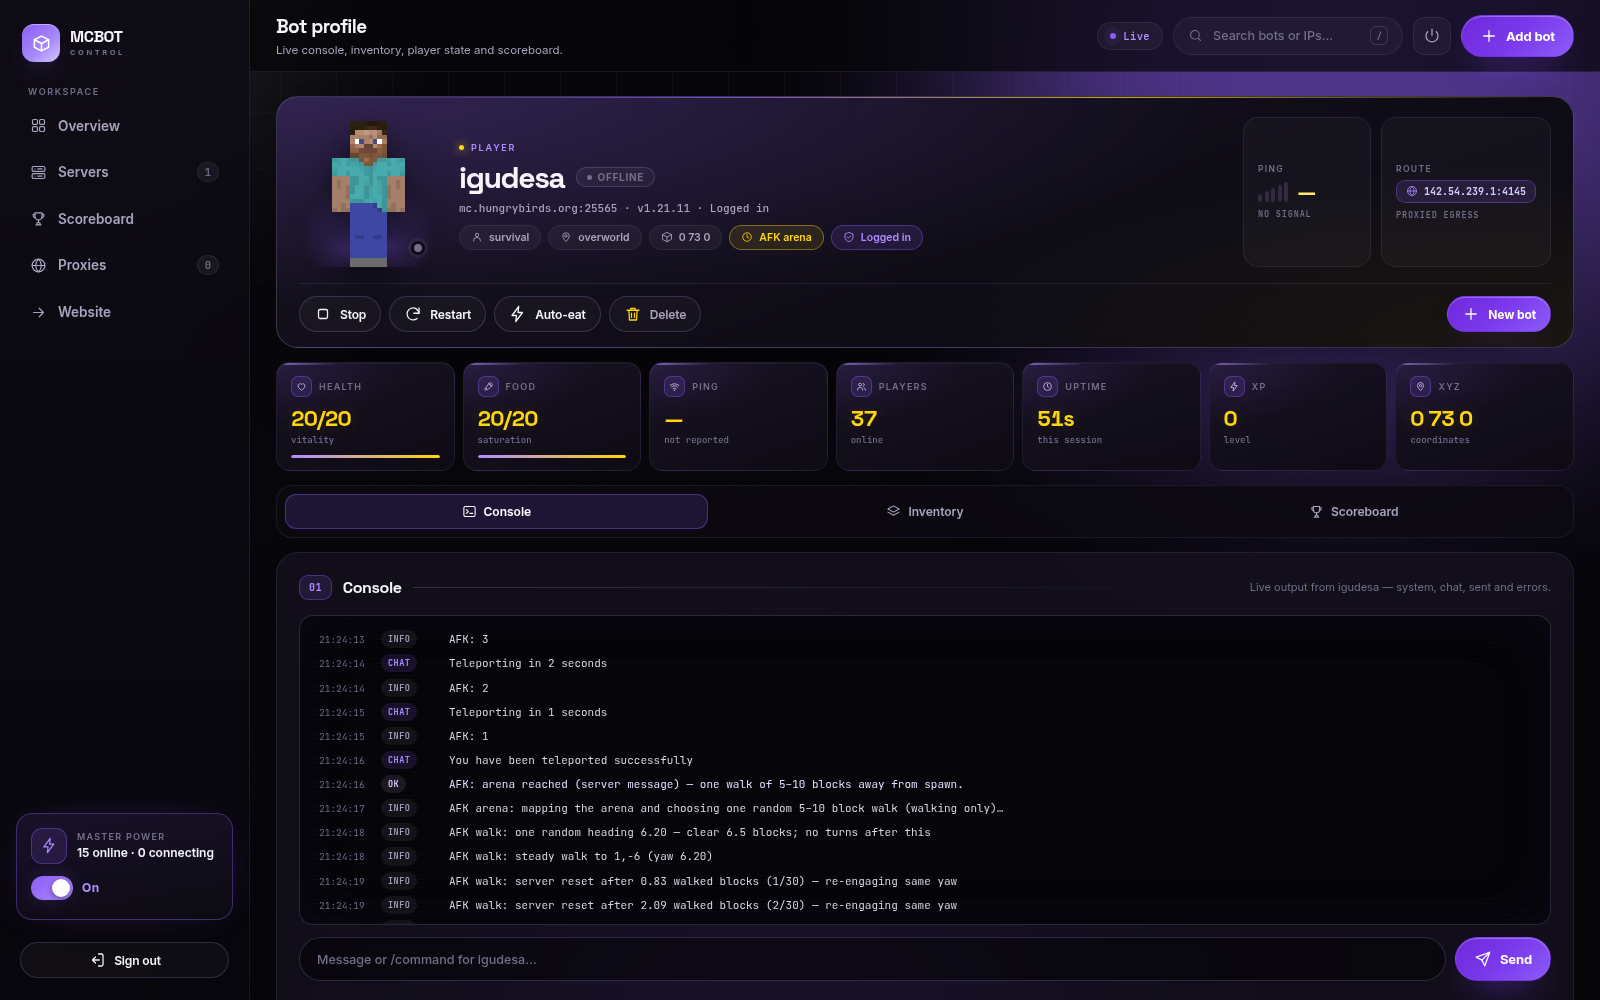 MCBOT
CONTROL
WORKSPACE
Overview
Servers 1
Scoreboard
Proxies 0
Website
MASTER POWER
15 online · 0 connecting
On
Sign out
Bot profile
Live console, inventory, player state and scoreboard.
Live
Search bots or IPs...
/
Add bot
PLAYER
igudesa
OFFLINE
mc.hungrybirds.org:25565 · v1.21.11 · Logged in
survival
overworld
0 73 0
AFK arena
Logged in
PING
—
NO SIGNAL
ROUTE
142.54.239.1:4145
PROXIED EGRESS
Stop
Restart
Auto-eat
Delete
New bot
HEALTH
20/20
vitality
FOOD
20/20
saturation
PING
—
not reported
PLAYERS
37
online
UPTIME
51s
this session
XP
0
level
XYZ
0 73 0
coordinates
Console
Inventory
Scoreboard
01 Console
Live output from igudesa — system, chat, sent and errors.
21:24:13 INFO AFK: 3
21:24:14 CHAT Teleporting in 2 seconds
21:24:14 INFO AFK: 2
21:24:15 CHAT Teleporting in 1 seconds
21:24:15 INFO AFK: 1
21:24:16 CHAT You have been teleported successfully
21:24:16 OK AFK: arena reached (server message) — one walk of 5–10 blocks away from spawn.
21:24:17 INFO AFK arena: mapping the arena and choosing one random 5–10 block walk (walking only)…
21:24:18 INFO AFK walk: one random heading 6.20 — clear 6.5 blocks; no turns after this
21:24:18 INFO AFK walk: steady walk to 1,-6 (yaw 6.20)
21:24:19 INFO AFK walk: server reset after 0.83 walked blocks (1/30) — re-engaging same yaw
21:24:19 INFO AFK walk: server reset after 2.09 walked blocks (2/30) — re-engaging same yaw
Message or /command for igudesa...
Send